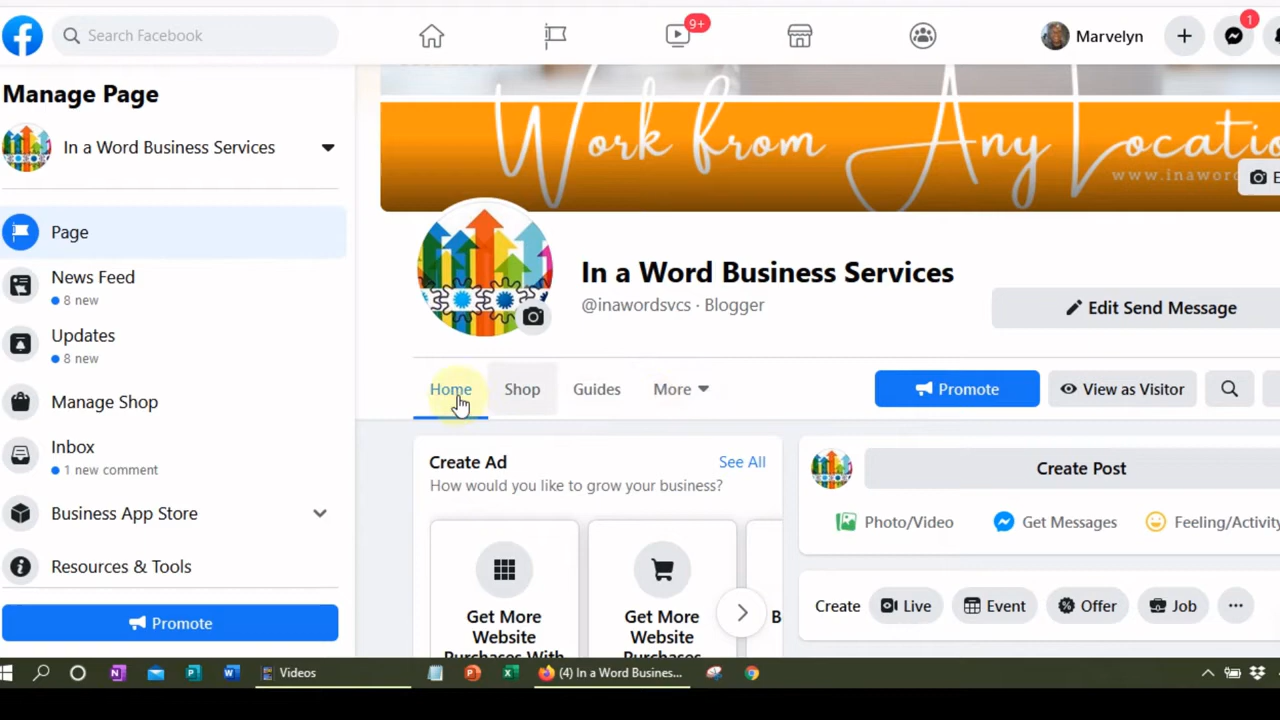 Search Facebook
9+
Marvelyn
1
Manage Page
In a Word Business Services
Page
News Feed
8 new
Updates
8 new
Manage Shop
Inbox
1 new comment
Business App Store
Resources & Tools
Promote
Work from Any Locatio
www.inawor
E
In a Word Business Services
@inawordsvcs · Blogger
Edit Send Message
Home
Shop
Guides
More
Promote
View as Visitor
Create Ad
See All
How would you like to grow your business?
Get More
Website
Purchases With
Get More
Website
Purchases
B
Create Post
Photo/Video
Get Messages
Feeling/Activity
Create
Live
Event
Offer
Job
Videos
(4) In a Word Busines...